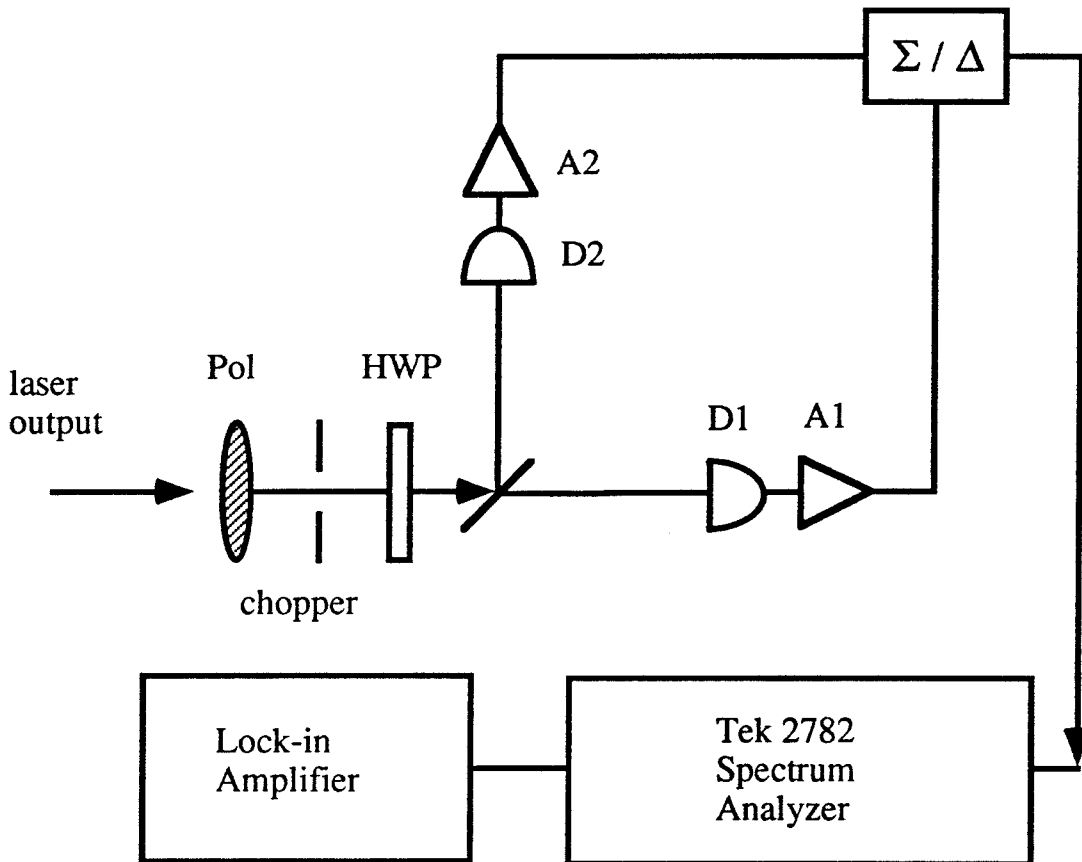 Σ / Δ
A2
D2
Pol
HWP
laser
output
D1
A1
chopper
Lock-in
Amplifier
Tek 2782
Spectrum
Analyzer